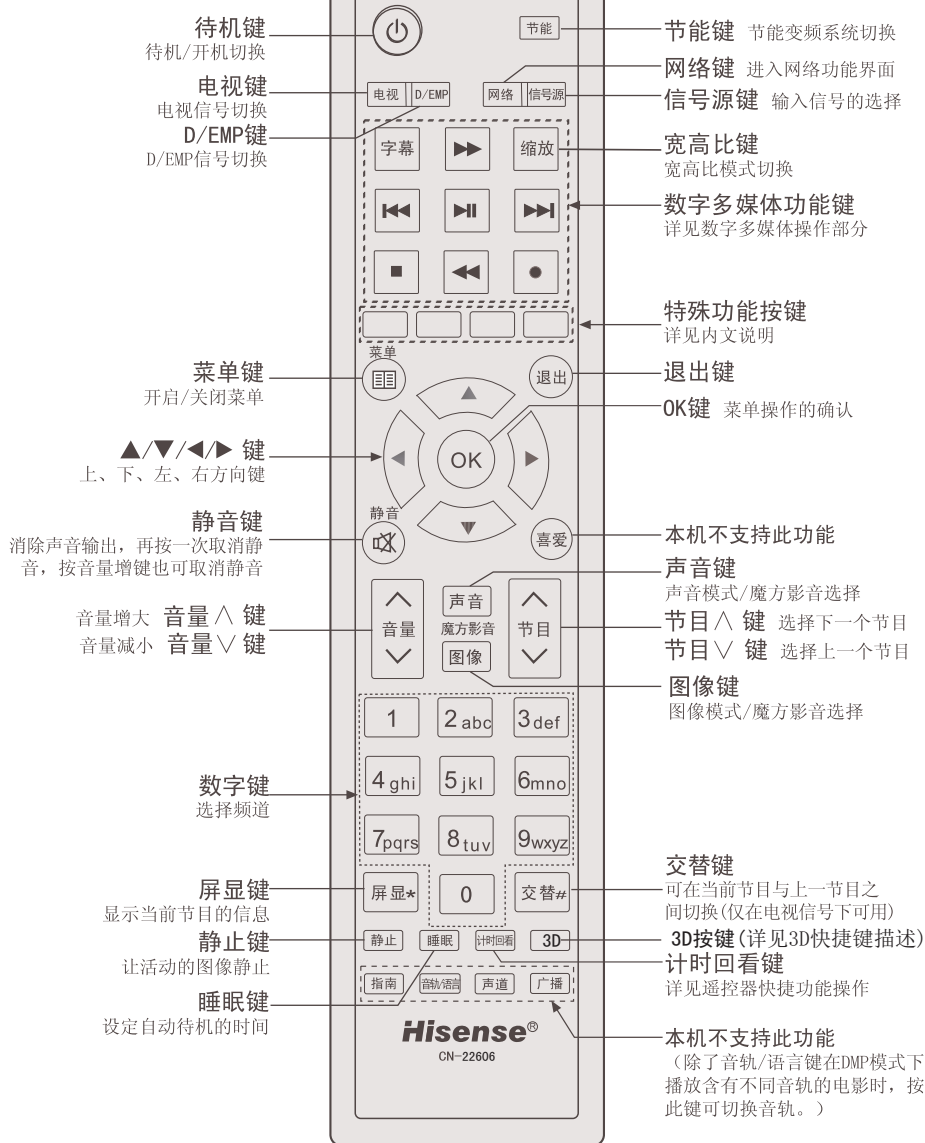 待机键
待机/开机切换
电视键
电视信号切换
D/EMP键
D/EMP信号切换
节能
节能键 节能变频系统切换
网络键 进入网络功能界面
信号源键 输入信号的选择
电视 D/EMP 网络 信号源
字幕 缩放
宽高比键
宽高比模式切换
数字多媒体功能键
详见数字多媒体操作部分
特殊功能按键
详见内文说明
菜单
退出
菜单键
开启/关闭菜单
退出键
OK键 菜单操作的确认
OK
▲/▼/◀/▶ 键
上、下、左、右方向键
静音
喜爱
静音键
消除声音输出，再按一次取消静
音，按音量增键也可取消静音
本机不支持此功能
声音键
声音模式/魔方影音选择
音量增大 音量∧ 键
音量减小 音量∨ 键
音量
声音
魔方影音
图像
节目
节目∧ 键 选择下一个节目
节目∨ 键 选择上一个节目
图像键
图像模式/魔方影音选择
1 2abc 3def
4ghi 5jkl 6mno
7pqrs 8tuv 9wxyz
屏显* 0 交替#
数字键
选择频道
屏显键
显示当前节目的信息
静止键
让活动的图像静止
睡眠键
设定自动待机的时间
交替键
可在当前节目与上一节目之
间切换(仅在电视信号下可用)
3D按键(详见3D快捷键描述)
计时回看键
详见遥控器快捷功能操作
静止 睡眠 计时回看 3D
指南 音轨/语言 声道 广播
Hisense®
CN-22606
本机不支持此功能
（除了音轨/语言键在DMP模式下
播放含有不同音轨的电影时，按
此键可切换音轨。）